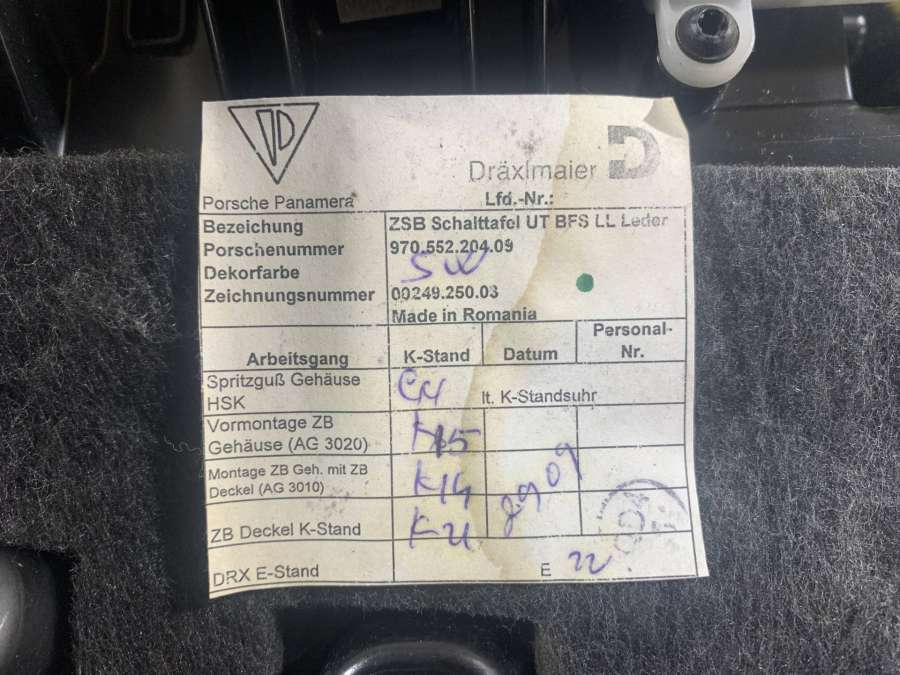 Dräxlmaier
Porsche Panamera
Lfd.-Nr.:
Bezeichung ZSB Schalttafel UT BFS LL Leder
Porschenummer 970.552.204.09
Dekorfarbe SW
Zeichnungsnummer 00249.250.03
Made in Romania
Arbeitsgang K-Stand Datum Personal-Nr.
Spritzguß Gehäuse
HSK lt. K-Standsuhr
Vormontage ZB
Gehäuse (AG 3020) K15
Montage ZB Geh. mit ZB
Deckel (AG 3010) K14
ZB Deckel K-Stand
DRX E-Stand E 22